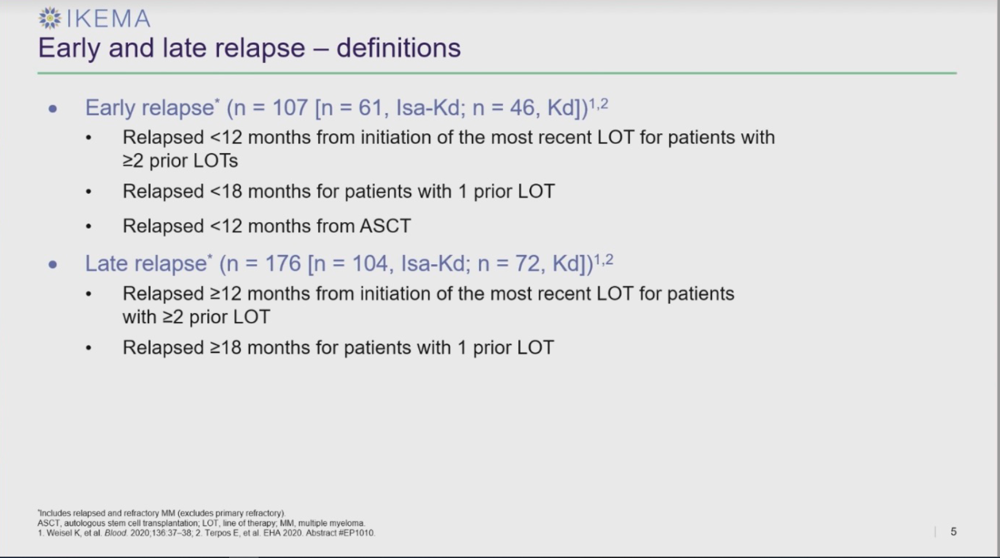 IKEMA
Early and late relapse – definitions
• Early relapse* (n = 107 [n = 61, Isa-Kd; n = 46, Kd])1,2
• Relapsed <12 months from initiation of the most recent LOT for patients with
≥2 prior LOTs
• Relapsed <18 months for patients with 1 prior LOT
• Relapsed <12 months from ASCT
• Late relapse* (n = 176 [n = 104, Isa-Kd; n = 72, Kd])1,2
• Relapsed ≥12 months from initiation of the most recent LOT for patients
with ≥2 prior LOT
• Relapsed ≥18 months for patients with 1 prior LOT
*Includes relapsed and refractory MM (excludes primary refractory).
ASCT, autologous stem cell transplantation; LOT, line of therapy; MM, multiple myeloma.
1. Weisel K, et al. Blood. 2020;136:37–38; 2. Terpos E, et al. EHA 2020. Abstract #EP1010.
5